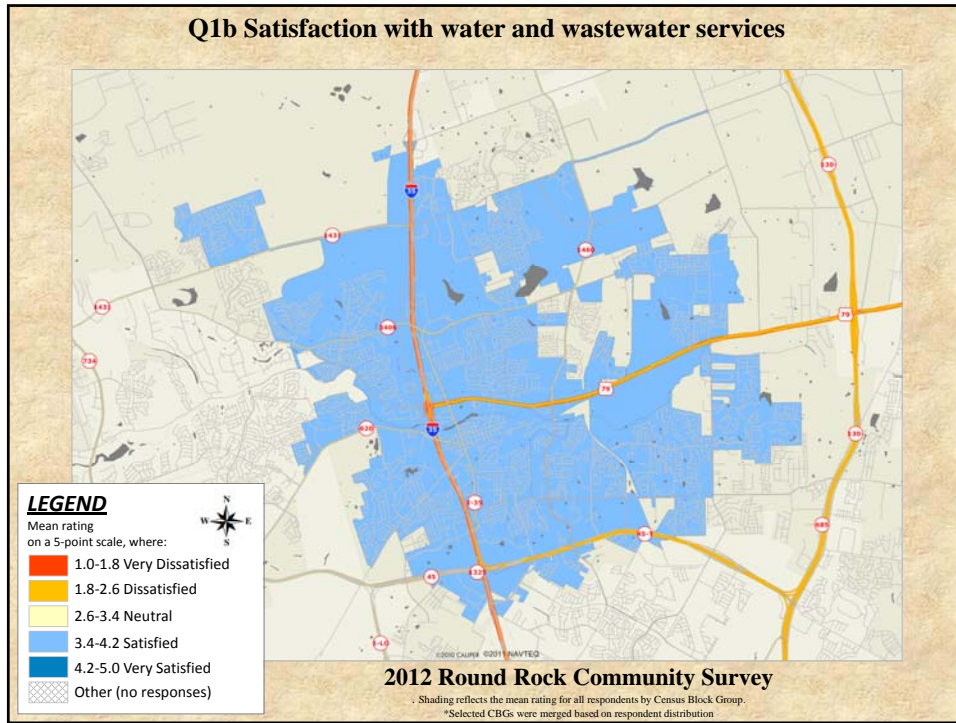 Q1b Satisfaction with water and wastewater services
35
130
1431
1460
1431
79
3406
734
79
620
35
130
I-35
685
45-T
45
1325
I-LO
LEGEND
N
W E
S
Mean rating
on a 5-point scale, where:
1.0-1.8 Very Dissatisfied
1.8-2.6 Dissatisfied
2.6-3.4 Neutral
3.4-4.2 Satisfied
4.2-5.0 Very Satisfied
Other (no responses)
©2010 CALIPER ©2011 NAVTEQ
2012 Round Rock Community Survey
. Shading reflects the mean rating for all respondents by Census Block Group.
*Selected CBGs were merged based on respondent distribution